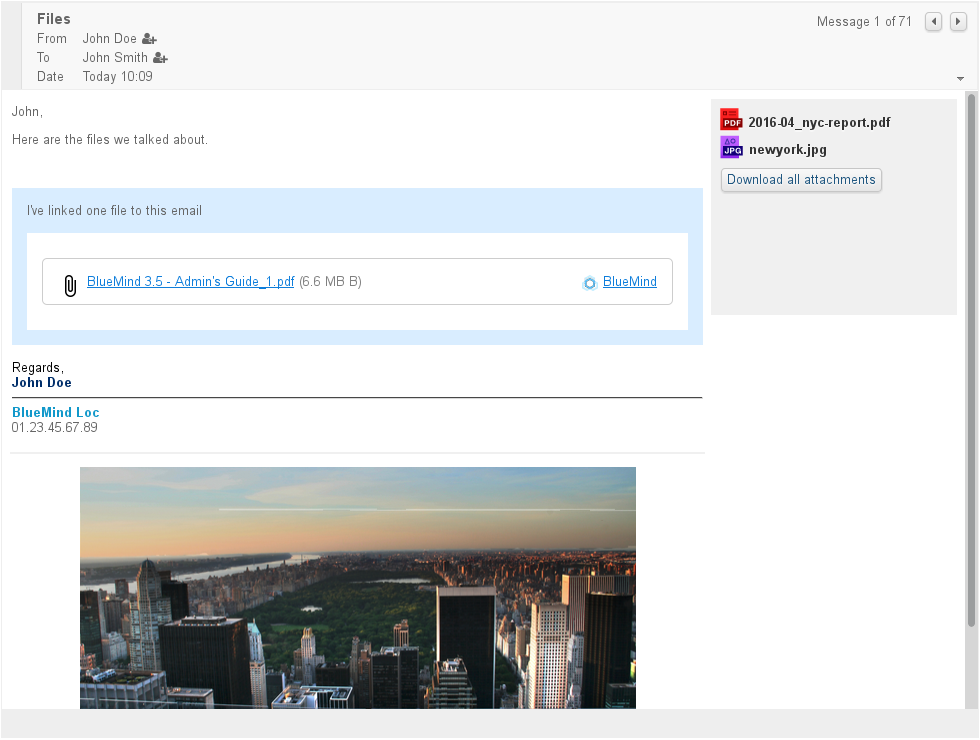 Files
Message 1 of 71
From John Doe
To John Smith
Date Today 10:09
John,
Here are the files we talked about.
I've linked one file to this email
BlueMind 3.5 - Admin's Guide_1.pdf (6.6 MB B) BlueMind
Regards,
John Doe
BlueMind Loc
01.23.45.67.89
PDF 2016-04_nyc-report.pdf
JPG newyork.jpg
Download all attachments